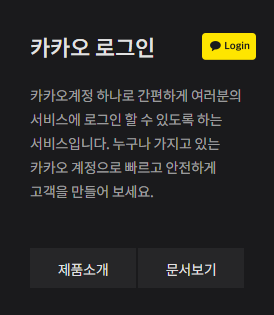 카카오 로그인
Login
카카오계정 하나로 간편하게 여러분의
서비스에 로그인 할 수 있도록 하는
서비스입니다. 누구나 가지고 있는
카카오 계정으로 빠르고 안전하게
고객을 만들어 보세요.
제품소개
문서보기